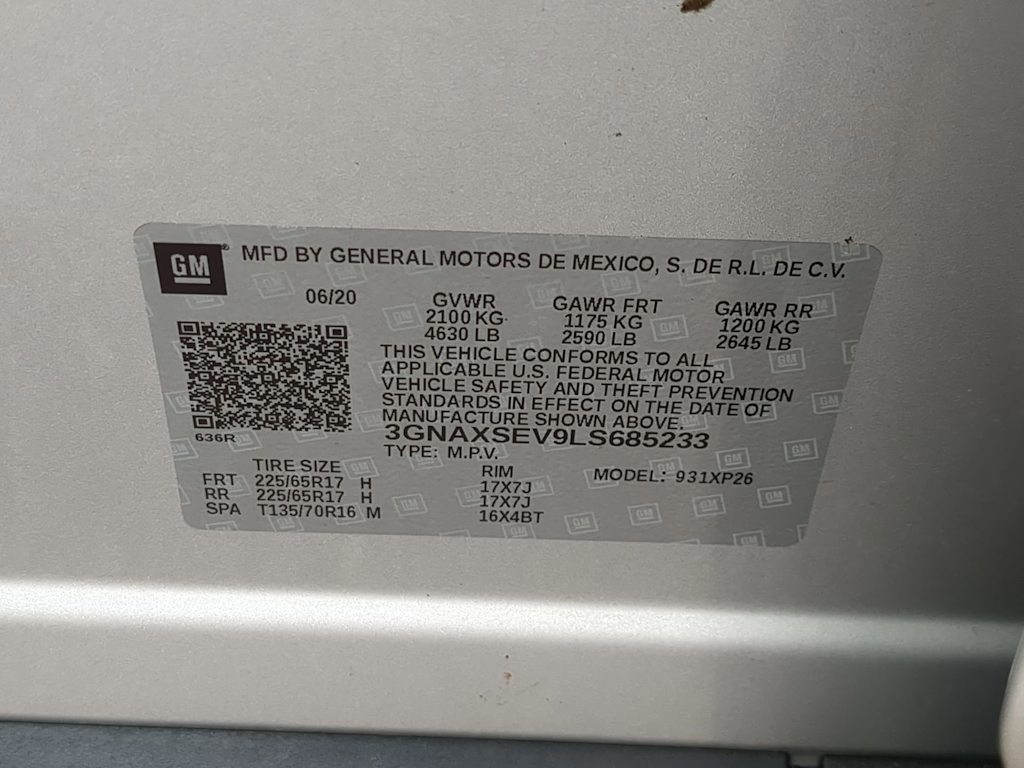 GM® MFD BY GENERAL MOTORS DE MEXICO, S. DE R.L. DE C.V.
06/20 GVWR GAWR FRT GAWR RR
2100 KG 1175 KG 1200 KG
4630 LB 2590 LB 2645 LB
THIS VEHICLE CONFORMS TO ALL
APPLICABLE U.S. FEDERAL MOTOR
VEHICLE SAFETY AND THEFT PREVENTION
STANDARDS IN EFFECT ON THE DATE OF
MANUFACTURE SHOWN ABOVE.
636R 3GNAXSEV9LS685233
TYPE: M.P.V.
TIRE SIZE RIM MODEL: 931XP26
FRT 225/65R17 H 17X7J
RR 225/65R17 H 17X7J
SPA T135/70R16 M 16X4BT